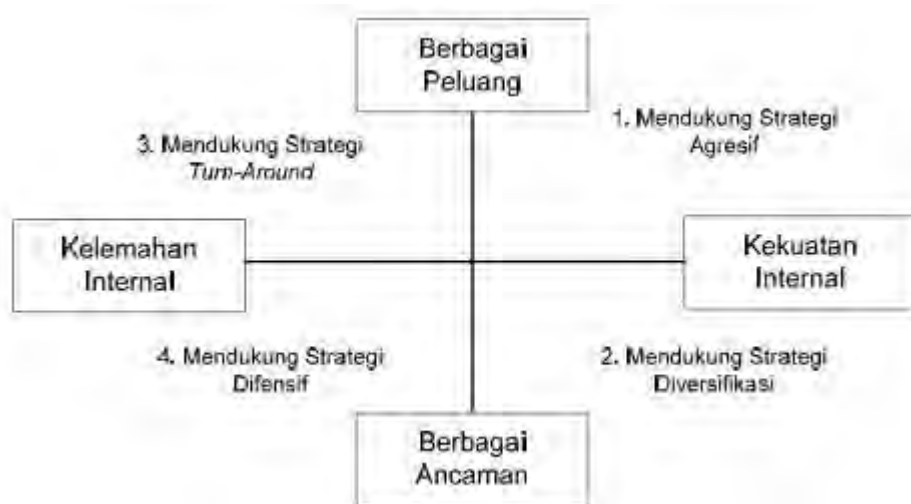 Berbagai
Peluang
1. Mendukung Strategi
Agresif
3. Mendukung Strategi
Turn-Around
Kelemahan
Internal
Kekuatan
Internal
4. Mendukung Strategi
Difensif
2. Mendukung Strategi
Diversifikasi
Berbagai
Ancaman